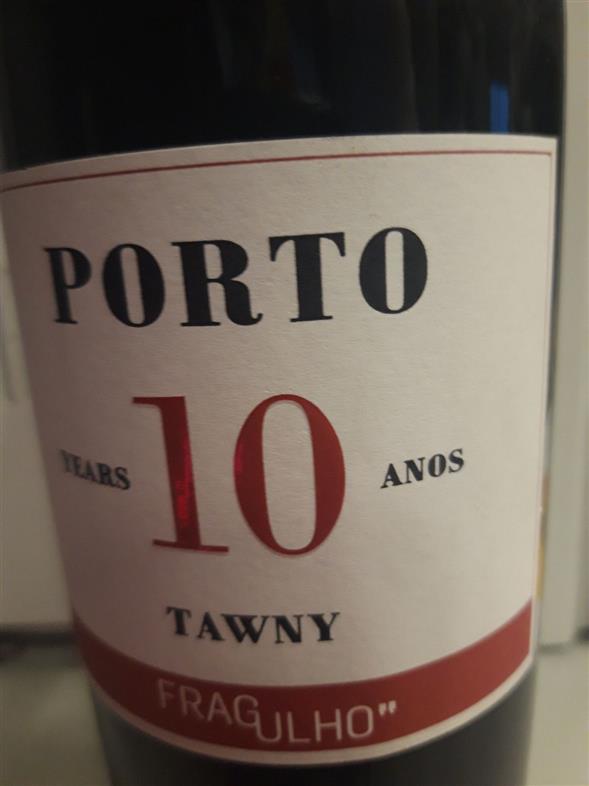 PORTO
YEARS 10 ANOS
TAWNY
FRAGULHO"